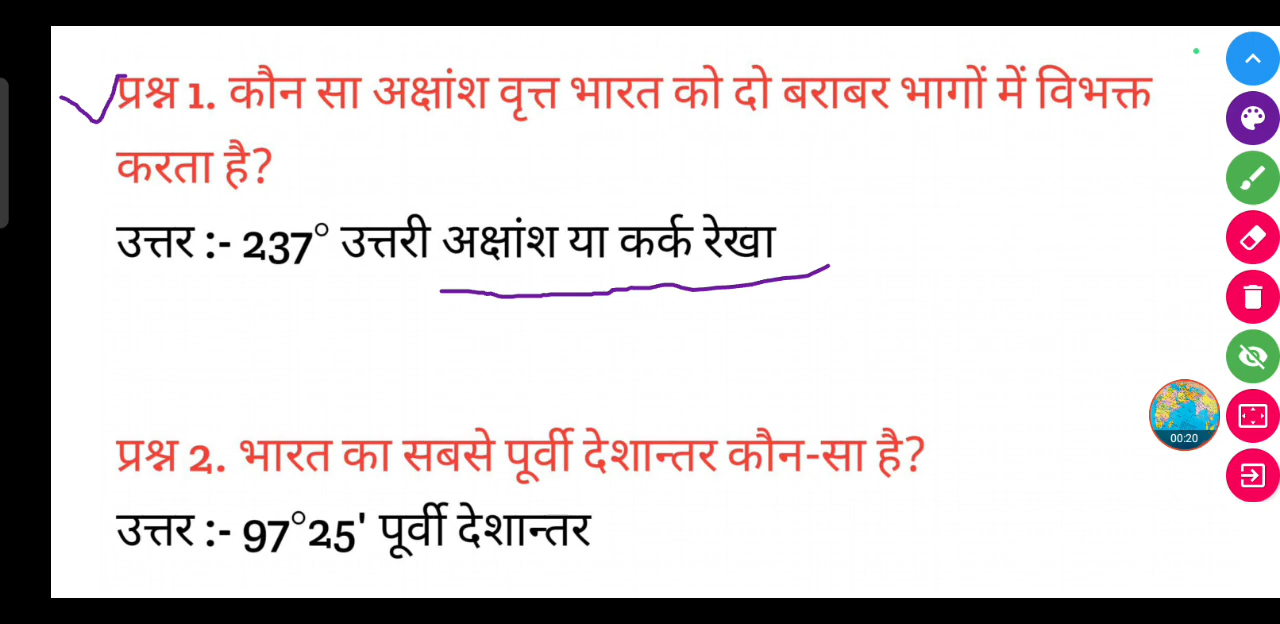 प्रश्न 1. कौन सा अक्षांश वृत्त भारत को दो बराबर भागों में विभक्त
करता है?
उत्तर :- 237° उत्तरी अक्षांश या कर्क रेखा
प्रश्न 2. भारत का सबसे पूर्वी देशान्तर कौन-सा है?
उत्तर :- 97°25' पूर्वी देशान्तर
00:20